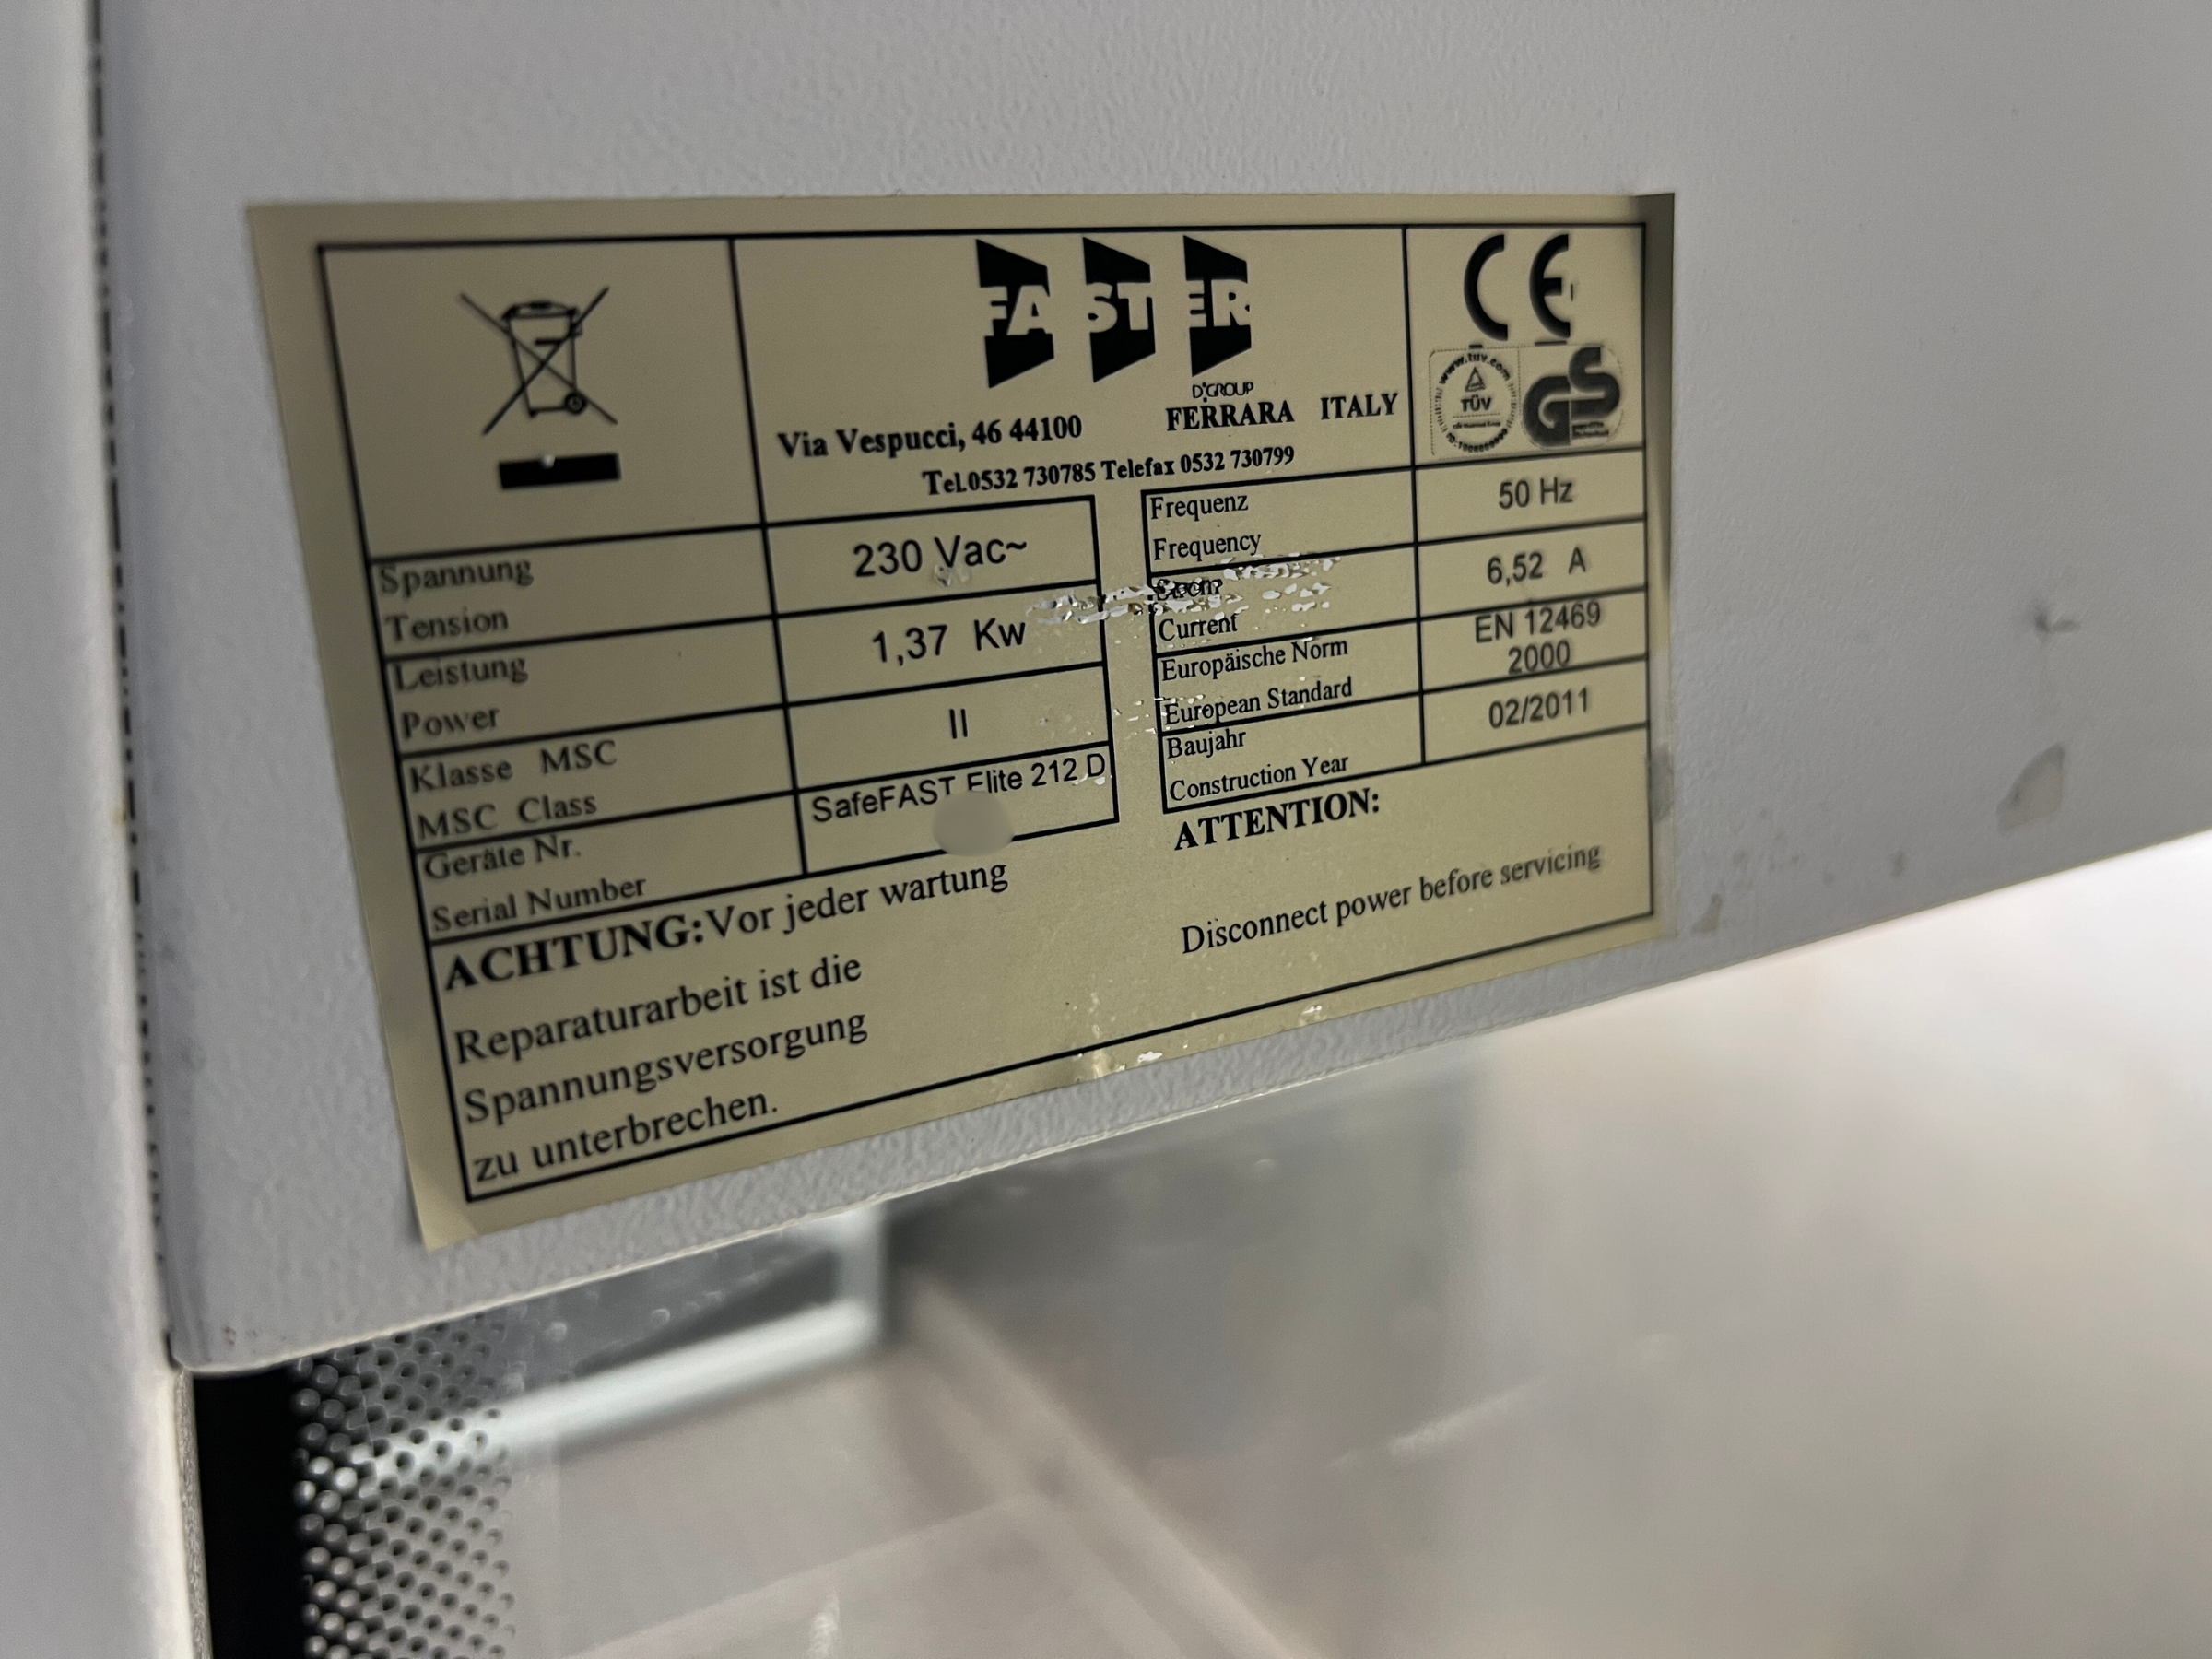 FASTER
D'GROUP
Via Vespucci, 46 44100 FERRARA ITALY
Tel.0532 730785 Telefax 0532 730799
CE
www.tuv.com
TÜV
GS
Spannung
Tension
230 Vac~
Leistung
Power
1,37 Kw
Klasse MSC
MSC Class
II
Geräte Nr.
Serial Number
SafeFAST Elite 212 D
Frequenz
Frequency
50 Hz
Current
6,52 A
Europäische Norm
European Standard
EN 12469
2000
Baujahr
Construction Year
02/2011
ACHTUNG:Vor jeder wartung
Reparaturarbeit ist die
Spannungsversorgung
zu unterbrechen.
ATTENTION:
Disconnect power before servicing